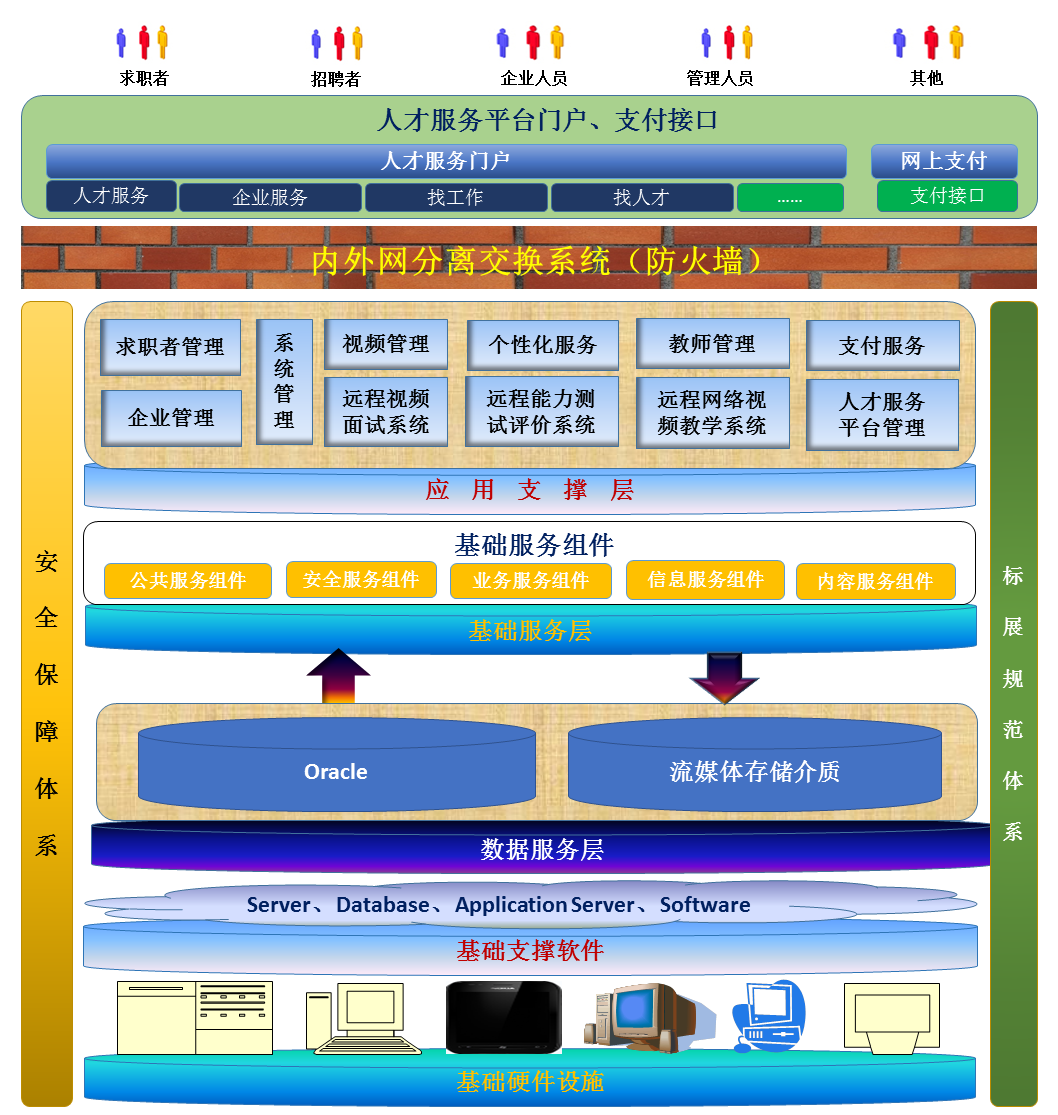 求职者
招聘者
企业人员
管理人员
其他
人才服务平台门户、支付接口
人才服务门户
网上支付
人才服务
企业服务
找工作
找人才
......
支付接口
内外网分离交换系统（防火墙）
求职者管理
系
统
管
理
视频管理
个性化服务
教师管理
支付服务
企业管理
远程视频
面试系统
远程能力测
试评价系统
远程网络视
频教学系统
人才服务
平台管理
应用支撑层
基础服务组件
公共服务组件
安全服务组件
业务服务组件
信息服务组件
内容服务组件
基础服务层
Oracle
流媒体存储介质
数据服务层
Server、Database、Application Server、Software
基础支撑软件
基础硬件设施
安
全
保
障
体
系
标
展
规
范
体
系